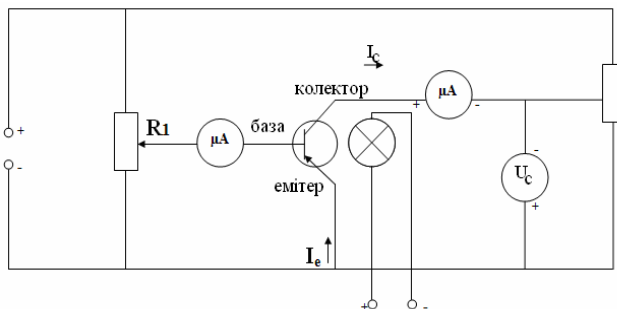 I_c
колектор
+ μA -
+ R1 μA база
-
-
емітер U_c
+
I_e
+ -